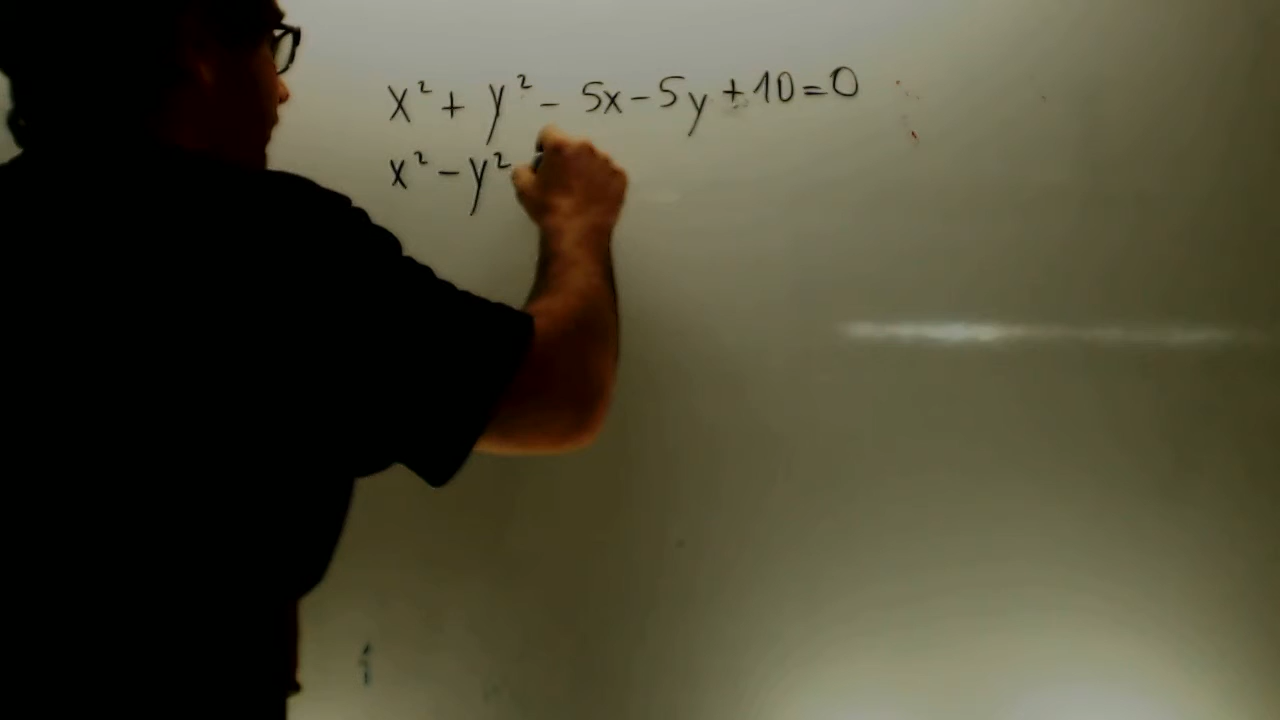 x² + y² - 5x - 5y + 10 = 0
x² - y²